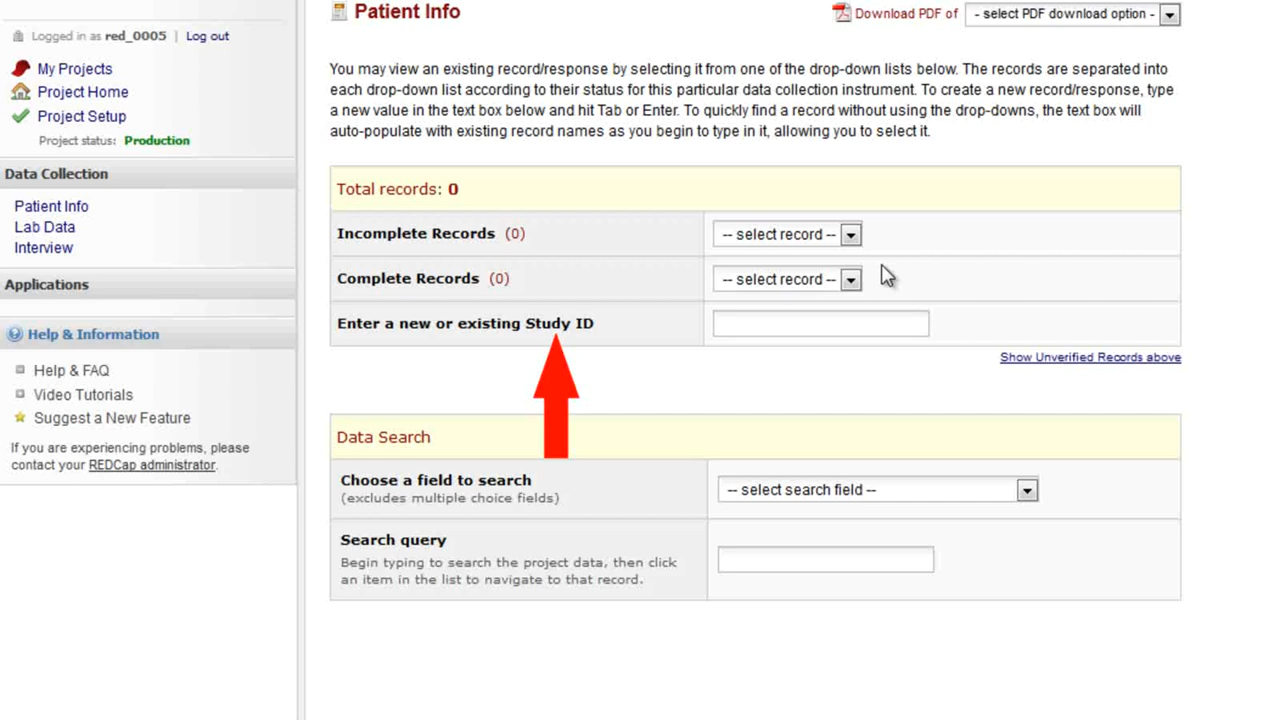 Patient Info
Download PDF of - select PDF download option -
Logged in as red_0005 | Log out
My Projects
Project Home
Project Setup
Project status: Production
Data Collection
Patient Info
Lab Data
Interview
Applications
Help & Information
Help & FAQ
Video Tutorials
Suggest a New Feature
If you are experiencing problems, please
contact your REDCap administrator.
You may view an existing record/response by selecting it from one of the drop-down lists below. The records are separated into
each drop-down list according to their status for this particular data collection instrument. To create a new record/response, type
a new value in the text box below and hit Tab or Enter. To quickly find a record without using the drop-downs, the text box will
auto-populate with existing record names as you begin to type in it, allowing you to select it.
Total records: 0
Incomplete Records (0) -- select record --
Complete Records (0) -- select record --
Enter a new or existing Study ID
Show Unverified Records above
Data Search
Choose a field to search
(excludes multiple choice fields)
-- select search field --
Search query
Begin typing to search the project data, then click
an item in the list to navigate to that record.